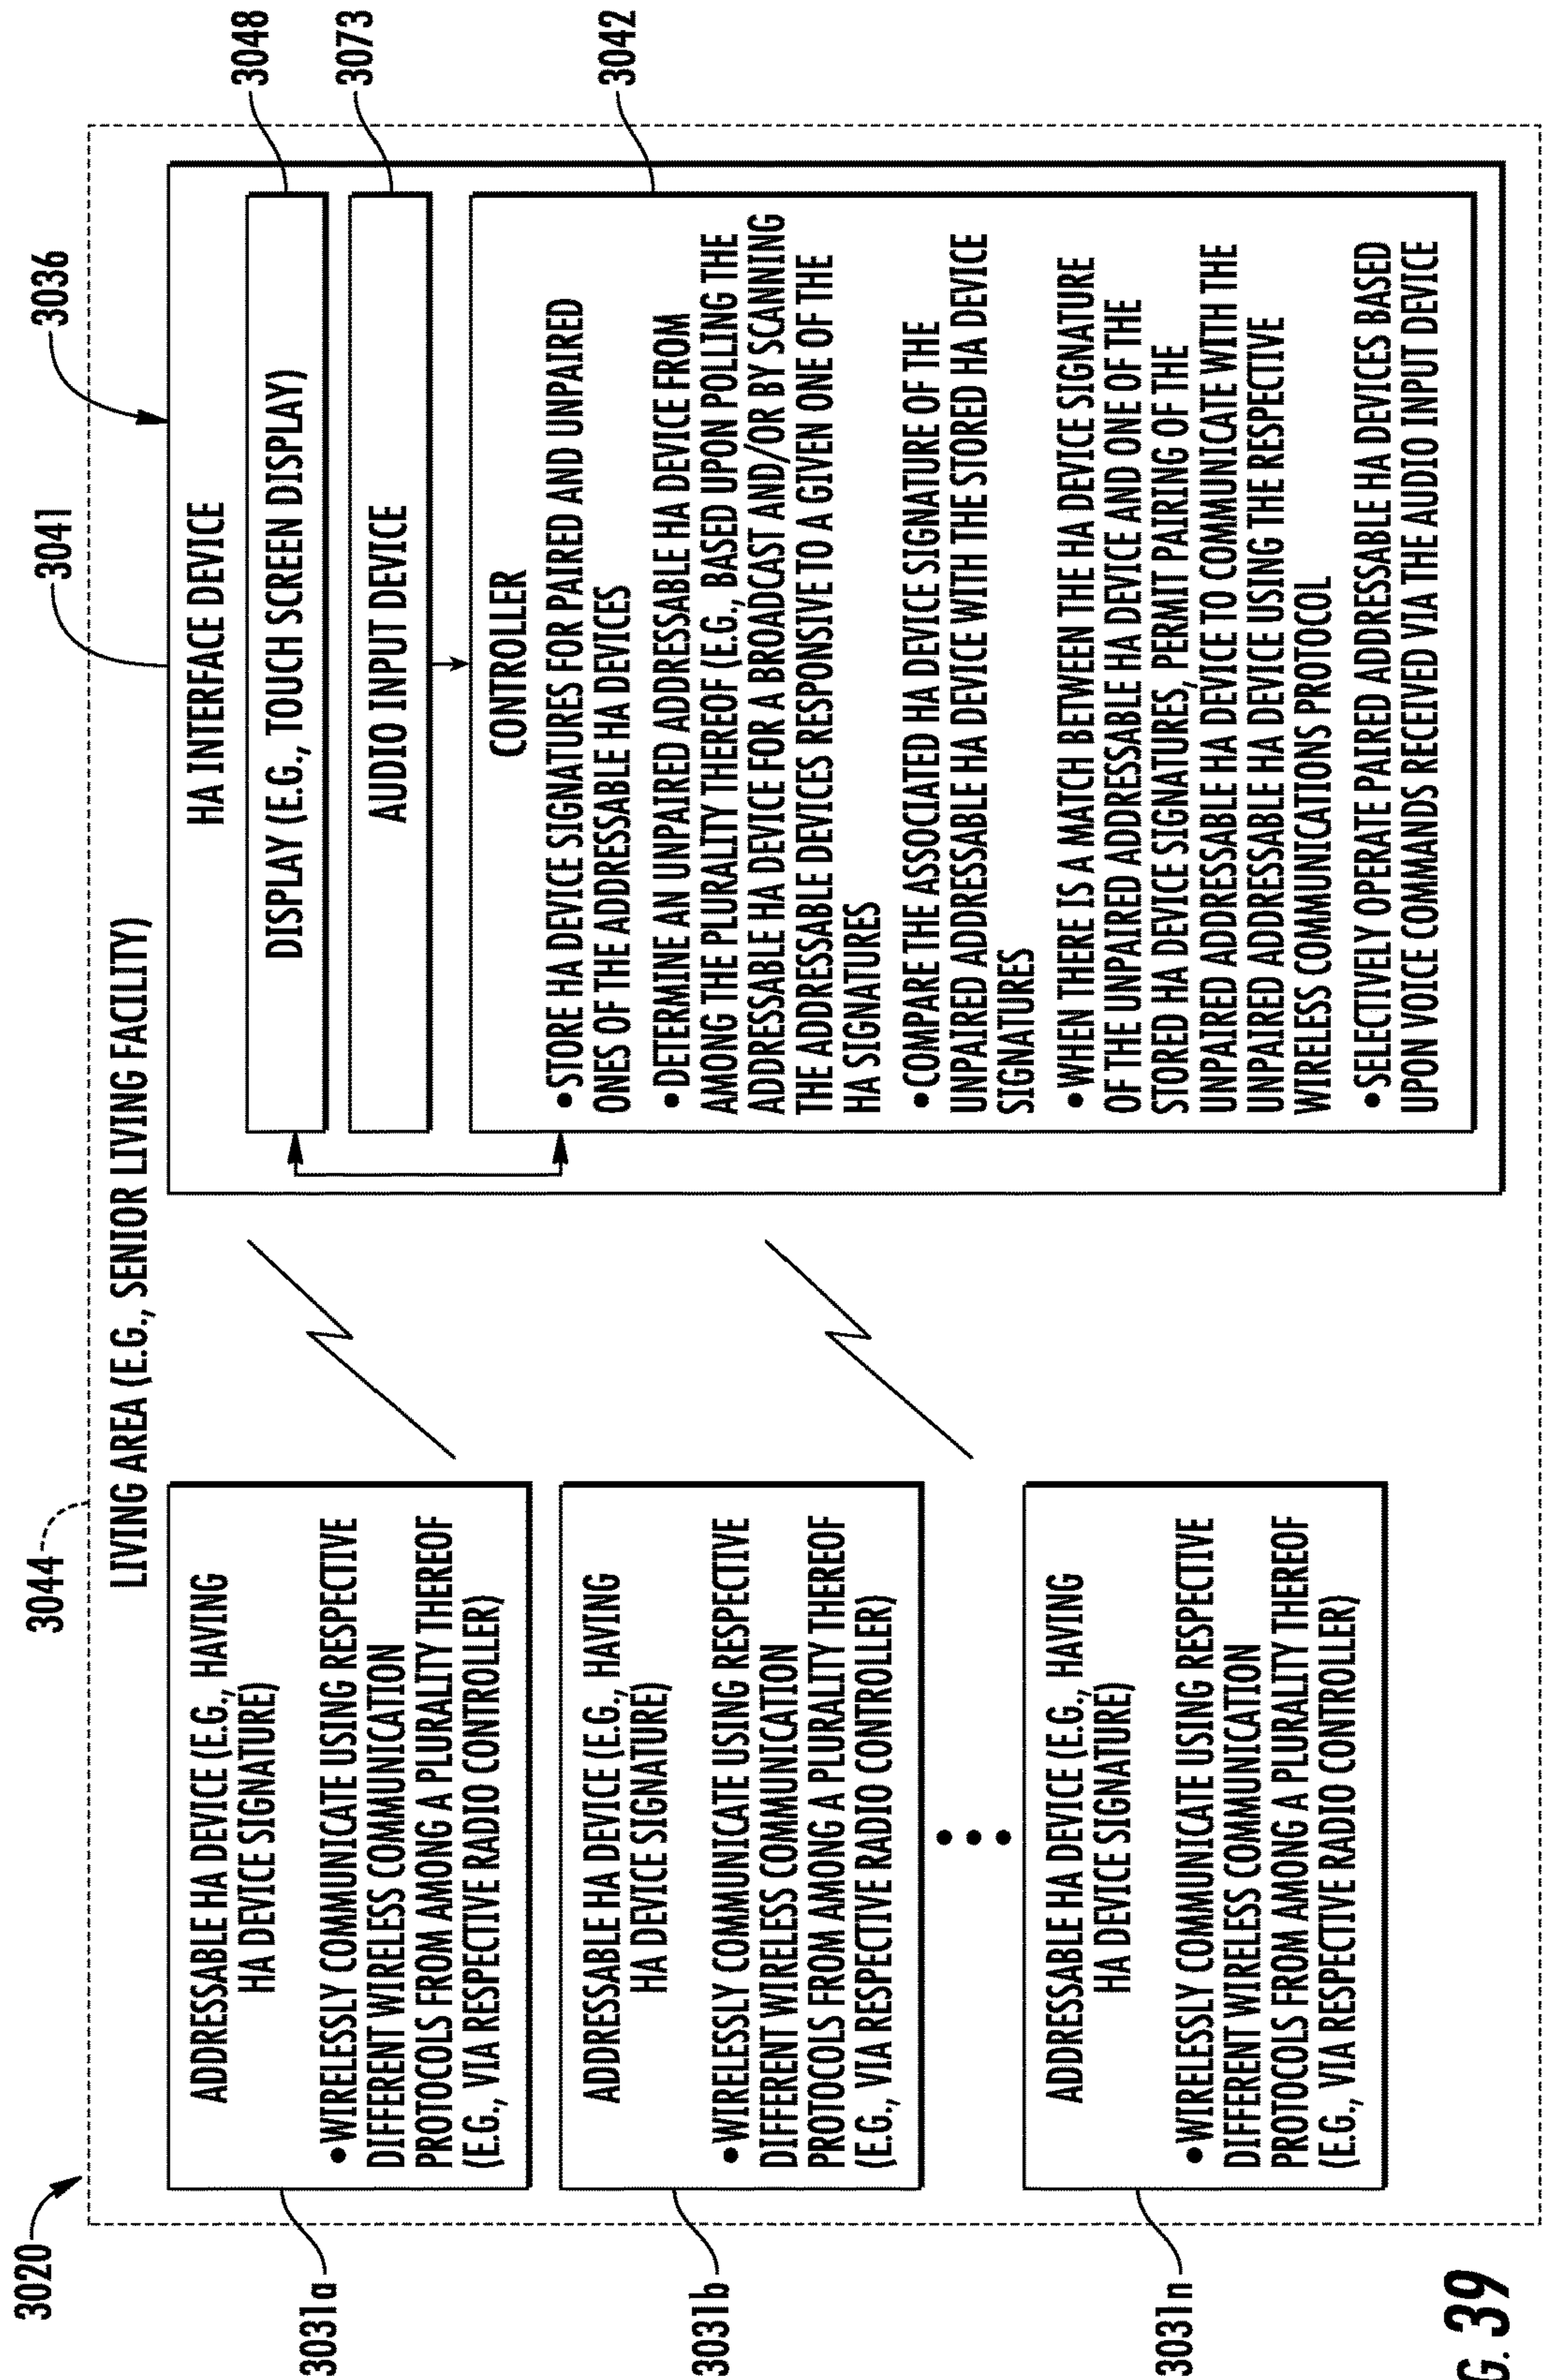 3020
3044
LIVING AREA (E.G., SENIOR LIVING FACILITY)
3031a
ADDRESSABLE HA DEVICE (E.G., HAVING
HA DEVICE SIGNATURE)
•WIRELESSLY COMMUNICATE USING RESPECTIVE
DIFFERENT WIRELESS COMMUNICATION
PROTOCOLS FROM AMONG A PLURALITY THEREOF
(E.G., VIA RESPECTIVE RADIO CONTROLLER)
3031b
ADDRESSABLE HA DEVICE (E.G., HAVING
HA DEVICE SIGNATURE)
•WIRELESSLY COMMUNICATE USING RESPECTIVE
DIFFERENT WIRELESS COMMUNICATION
PROTOCOLS FROM AMONG A PLURALITY THEREOF
(E.G., VIA RESPECTIVE RADIO CONTROLLER)
3031n
ADDRESSABLE HA DEVICE (E.G., HAVING
HA DEVICE SIGNATURE)
•WIRELESSLY COMMUNICATE USING RESPECTIVE
DIFFERENT WIRELESS COMMUNICATION
PROTOCOLS FROM AMONG A PLURALITY THEREOF
(E.G., VIA RESPECTIVE RADIO CONTROLLER)
3041
3036
HA INTERFACE DEVICE
DISPLAY (E.G., TOUCH SCREEN DISPLAY)
3048
AUDIO INPUT DEVICE
3073
CONTROLLER
3042
•STORE HA DEVICE SIGNATURES FOR PAIRED AND UNPAIRED
ONES OF THE ADDRESSABLE HA DEVICES
•DETERMINE AN UNPAIRED ADDRESSABLE HA DEVICE FROM
AMONG THE PLURALITY THEREOF (E.G., BASED UPON POLLING THE
ADDRESSABLE HA DEVICE FOR A BROADCAST AND/OR BY SCANNING
THE ADDRESSABLE DEVICES RESPONSIVE TO A GIVEN ONE OF THE
HA SIGNATURES
•COMPARE THE ASSOCIATED HA DEVICE SIGNATURE OF THE
UNPAIRED ADDRESSABLE HA DEVICE WITH THE STORED HA DEVICE
SIGNATURES
•WHEN THERE IS A MATCH BETWEEN THE HA DEVICE SIGNATURE
OF THE UNPAIRED ADDRESSABLE HA DEVICE AND ONE OF THE
STORED HA DEVICE SIGNATURES, PERMIT PAIRING OF THE
UNPAIRED ADDRESSABLE HA DEVICE TO COMMUNICATE WITH THE
UNPAIRED ADDRESSABLE HA DEVICE USING THE RESPECTIVE
WIRELESS COMMUNICATIONS PROTOCOL
•SELECTIVELY OPERATE PAIRED ADDRESSABLE HA DEVICES BASED
UPON VOICE COMMANDS RECEIVED VIA THE AUDIO INPUT DEVICE
G. 39